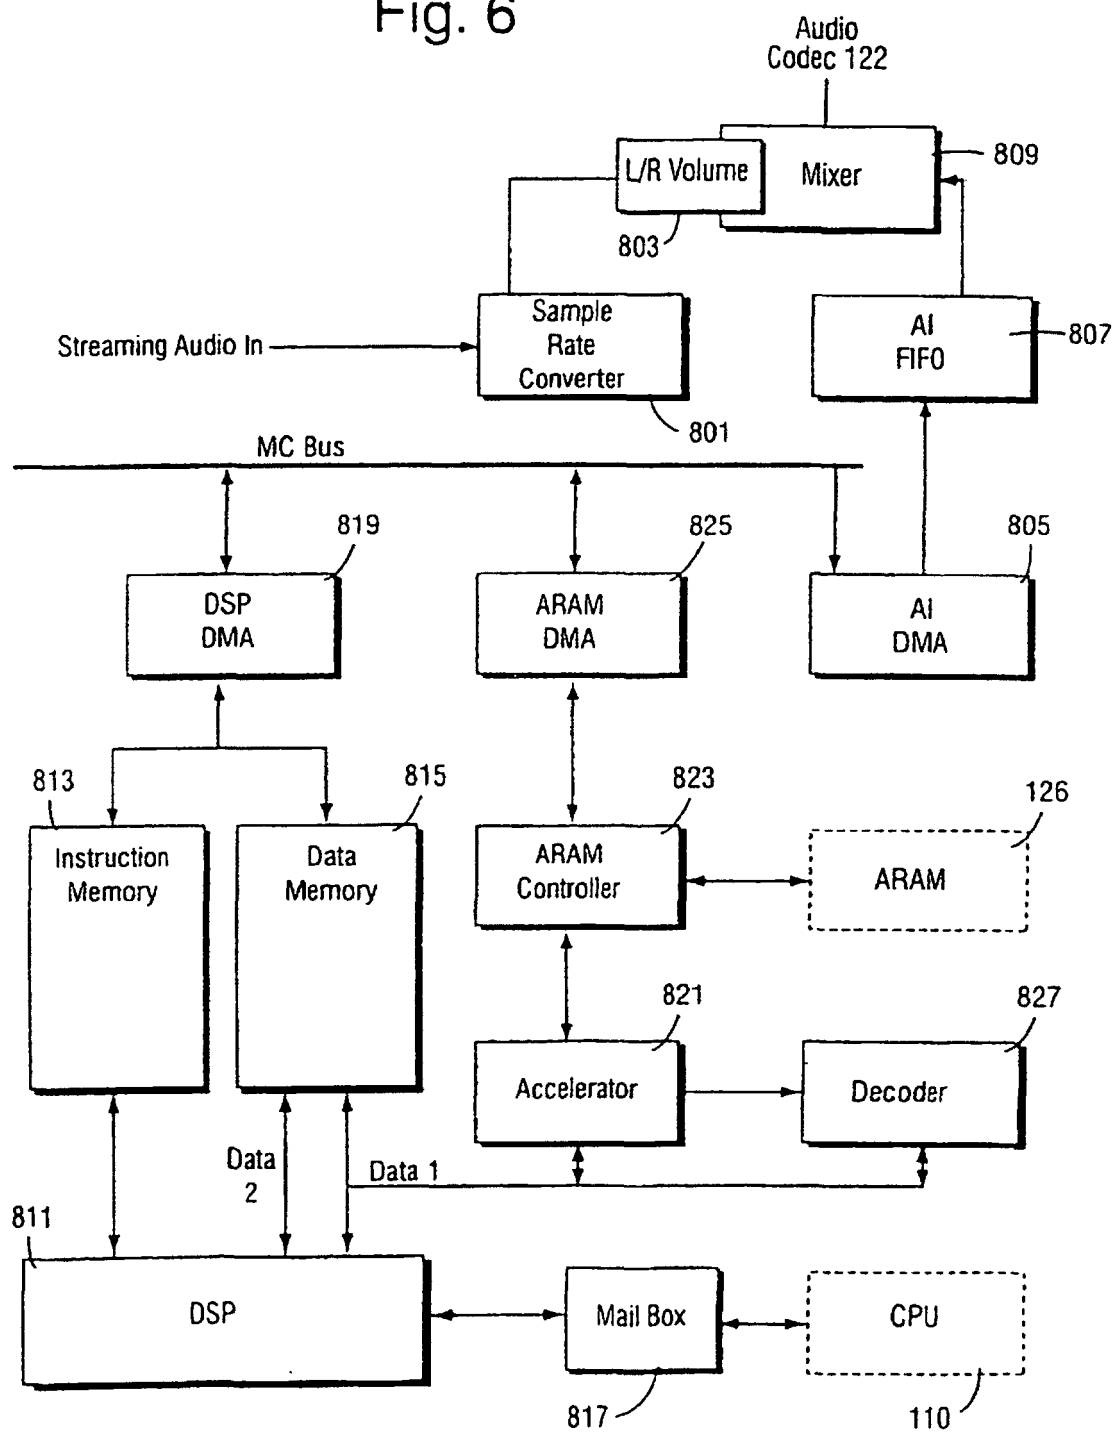 Fig. 6
Audio
Codec 122
L/R Volume
Mixer
809
803
Sample
Rate
Converter
AI
FIFO
807
Streaming Audio In
801
MC Bus
819
825
805
DSP
DMA
ARAM
DMA
AI
DMA
813
815
823
126
Instruction
Memory
Data
Memory
ARAM
Controller
ARAM
821
827
Accelerator
Decoder
Data
2
Data 1
811
DSP
Mail Box
CPU
817
110